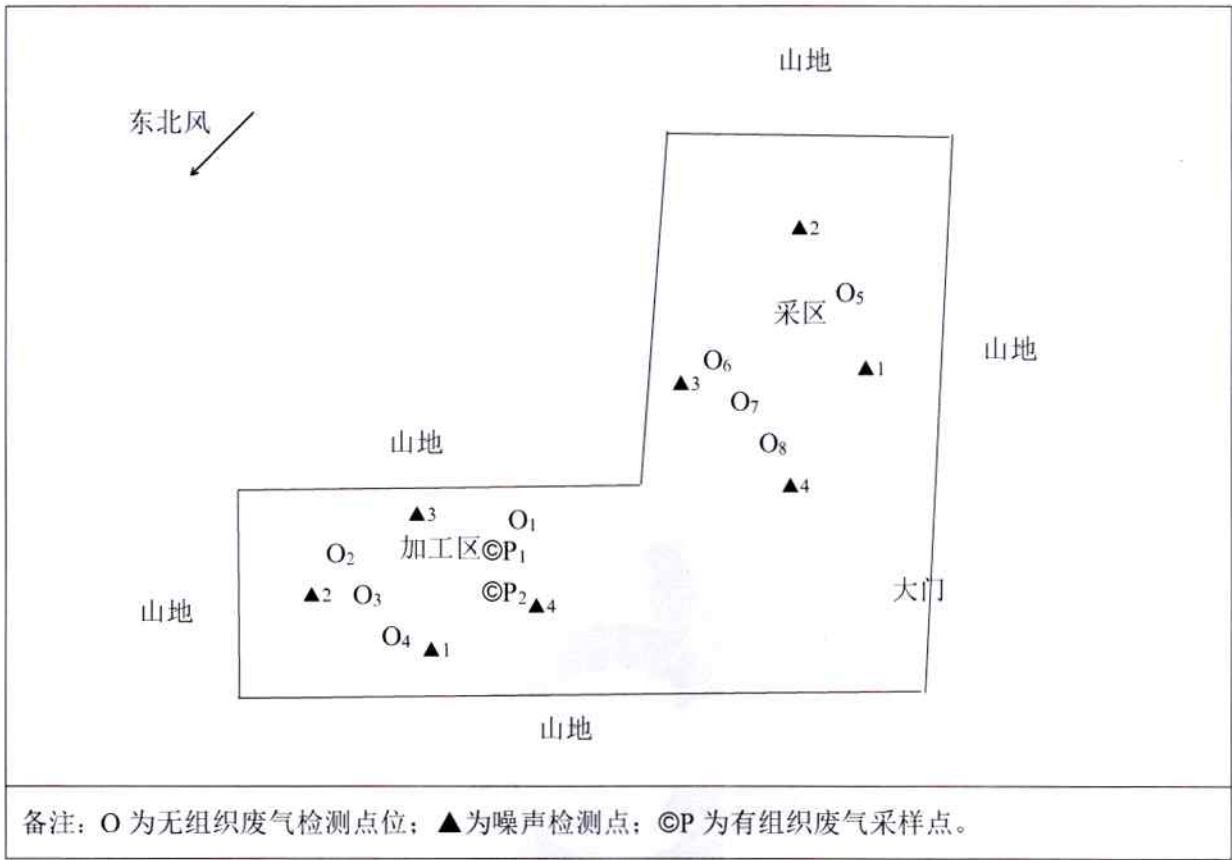 山地
东北风
▲2
O5
采区
山地
O6
▲1
▲3
O7
山地
O8
▲4
▲3
O1
O2
加工区©P1
▲2
O3
©P2
▲4
大门
山地
O4
▲1
山地
备注：O 为无组织废气检测点位；▲为噪声检测点；©P 为有组织废气采样点。